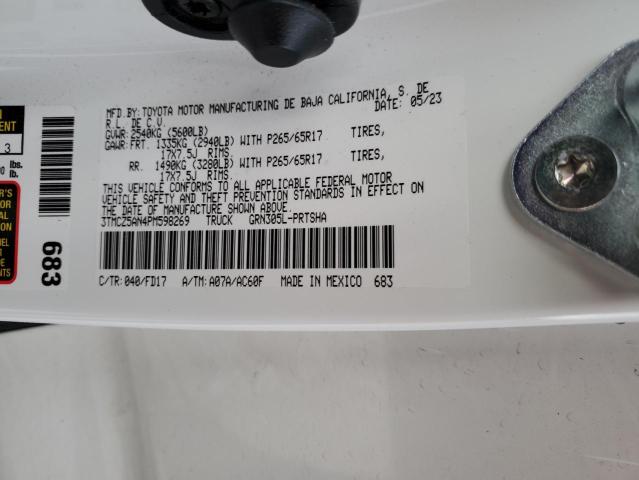 MFD.BY:TOYOTA MOTOR MANUFACTURING DE BAJA CALIFORNIA, S. DE
R.L. DE C.V. DATE: 05/23
GVWR: 2540KG (5600LB)
GAWR: FRT. 1335KG (2940LB) WITH P265/65R17 TIRES,
17X7.5J RIMS
RR. 1490KG (3280LB) WITH P265/65R17 TIRES,
17X7.5J RIMS
THIS VEHICLE CONFORMS TO ALL APPLICABLE FEDERAL MOTOR
VEHICLE SAFETY AND THEFT PREVENTION STANDARDS IN EFFECT ON
THE DATE OF MANUFACTURE SHOWN ABOVE.
3TMCZ5AN4PM598269 TRUCK GRN305L-PRTSHA
C/TR:040/FD17 A/TM:A07A/AC60F MADE IN MEXICO 683
683
3
lbs.
lb.